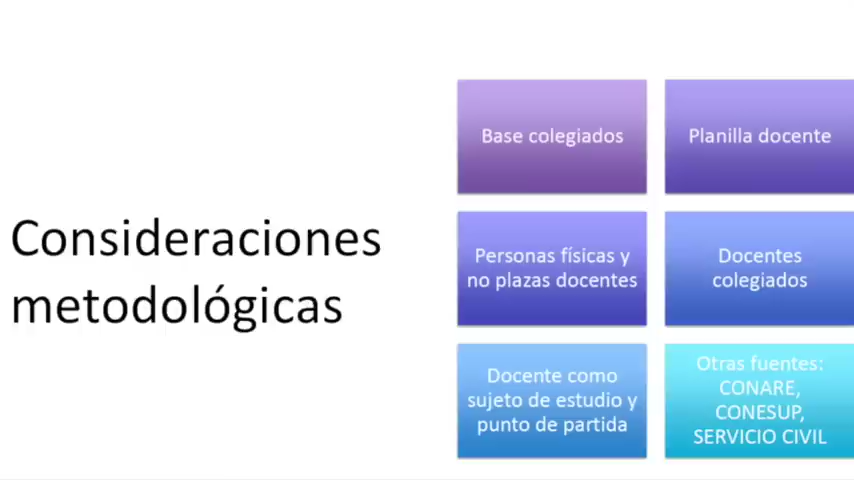 Consideraciones
metodológicas
Base colegiados
Planilla docente
Personas físicas y
no plazas docentes
Docentes
colegiados
Docente como
sujeto de estudio y
punto de partida
Otras fuentes:
CONARE,
CONESUP,
SERVICIO CIVIL